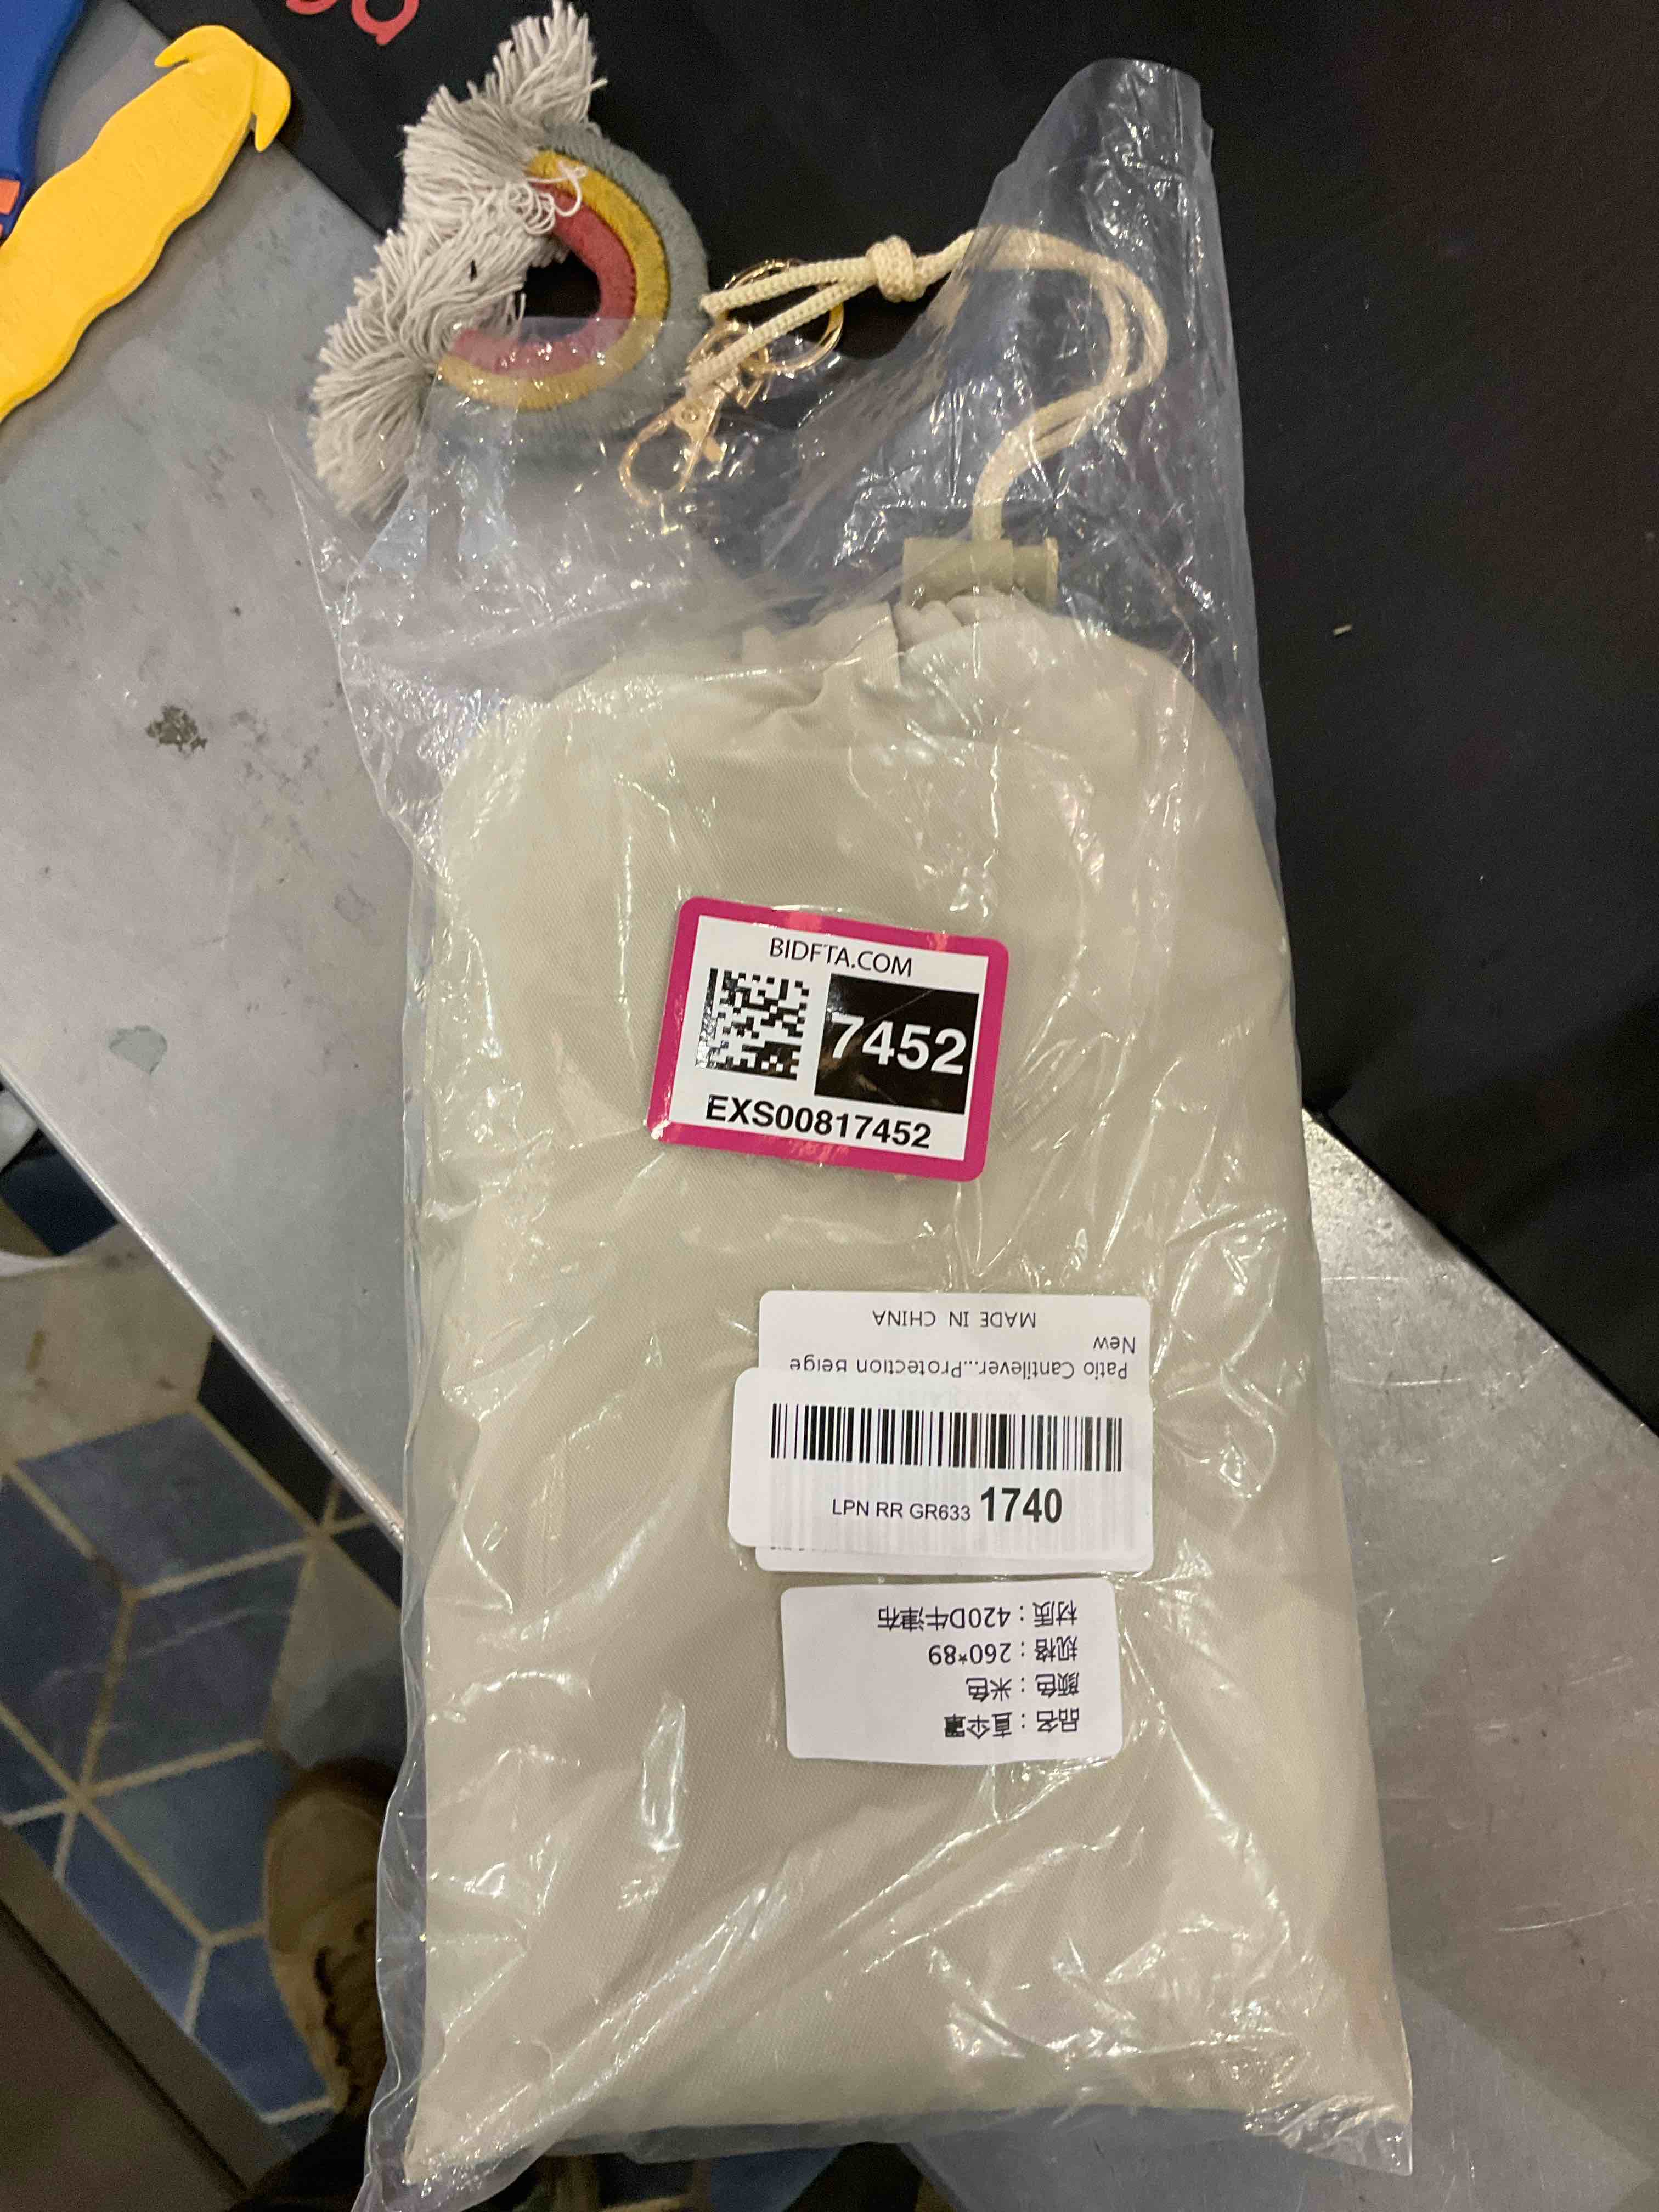 BIDFTA.COM
7452
EXS00817452
Patio Cantilever...Protection Beige
New
MADE IN CHINA
LPN RR GR633 1740
品名：直伞罩
颜色：米色
规格：260*89
材质：420D牛津布